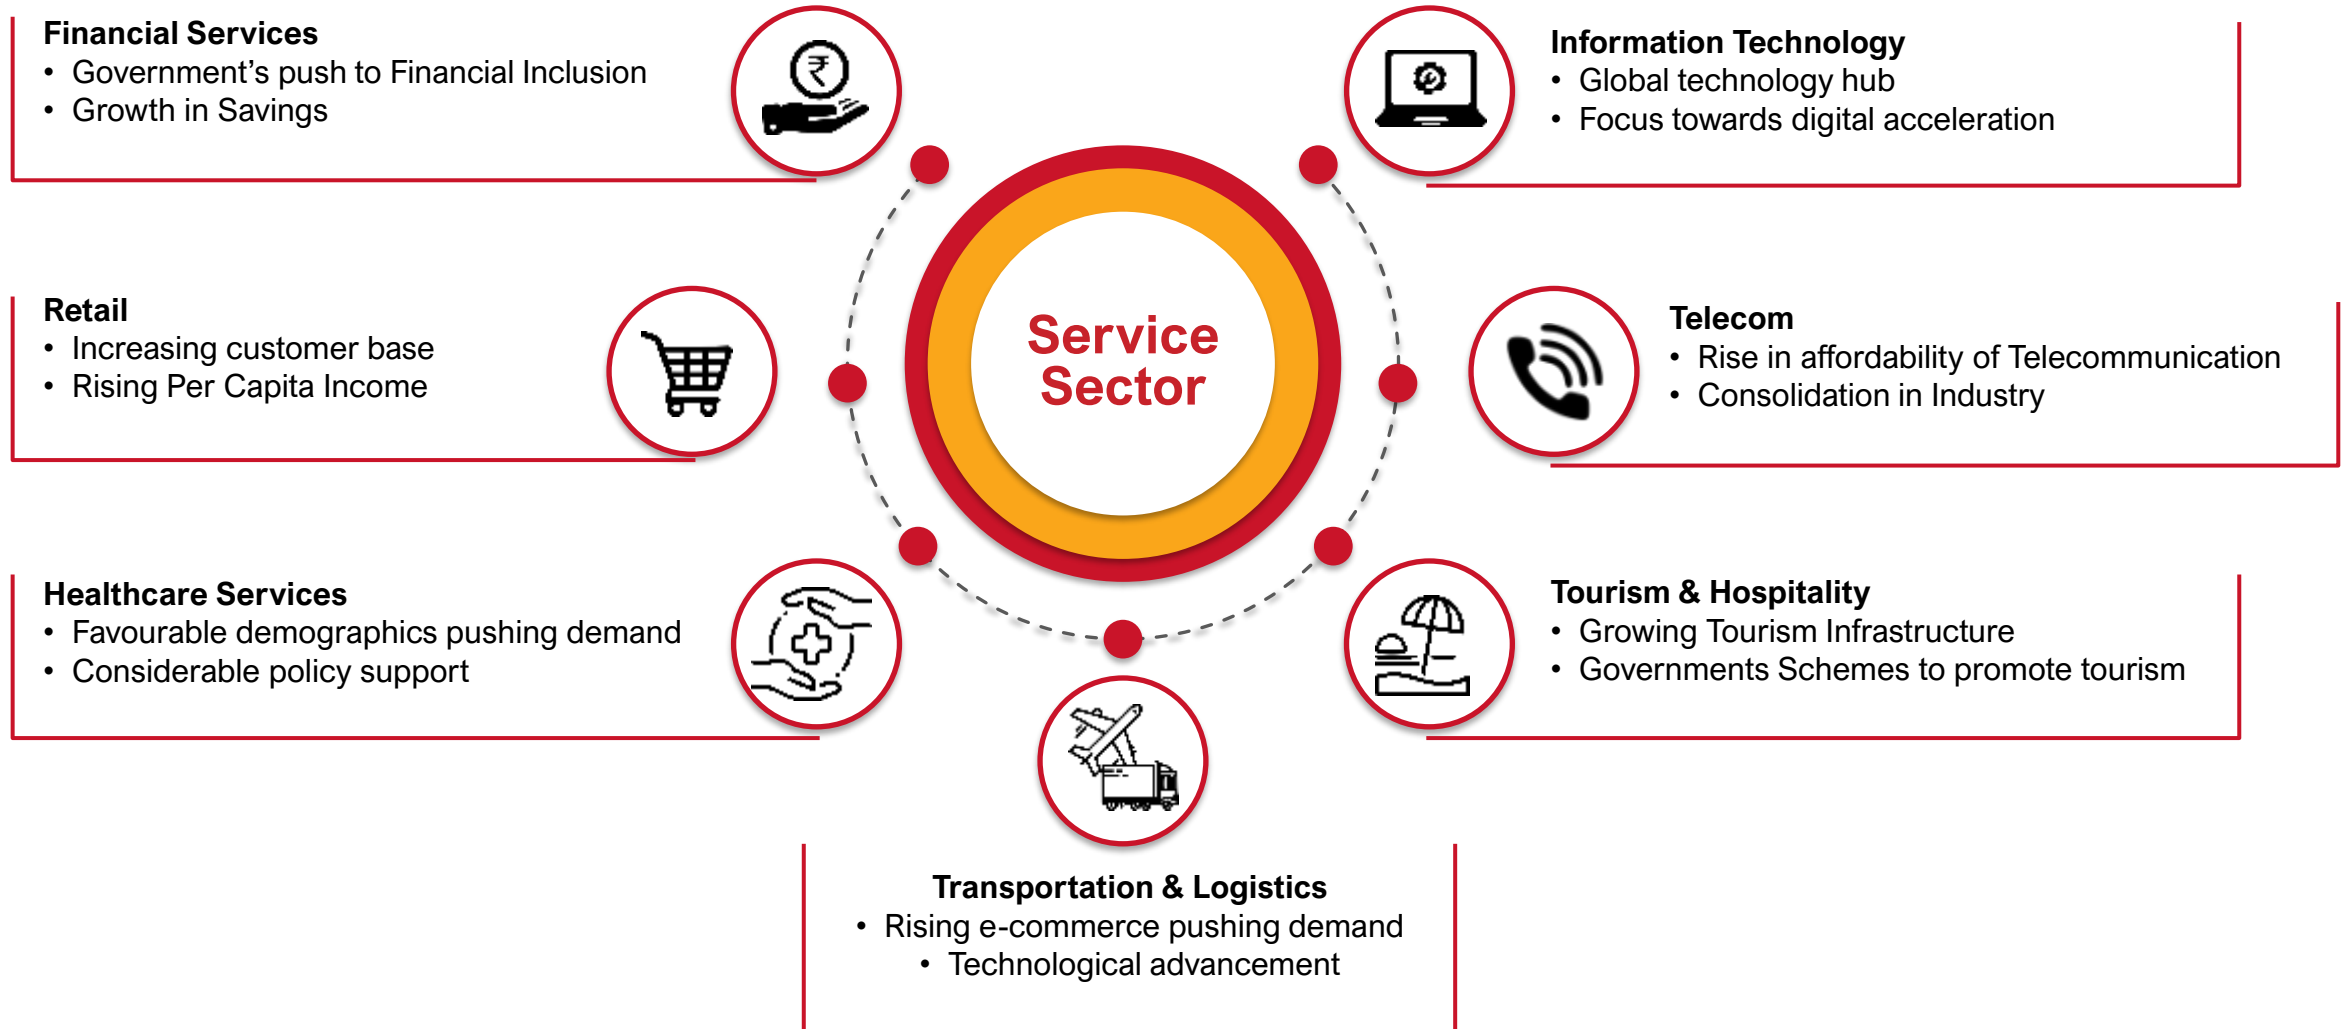 Financial Services
• Government’s push to Financial Inclusion
• Growth in Savings
Information Technology
• Global technology hub
• Focus towards digital acceleration
Retail
• Increasing customer base
• Rising Per Capita Income
Service
Sector
Telecom
• Rise in affordability of Telecommunication
• Consolidation in Industry
Healthcare Services
• Favourable demographics pushing demand
• Considerable policy support
Tourism & Hospitality
• Growing Tourism Infrastructure
• Governments Schemes to promote tourism
Transportation & Logistics
• Rising e-commerce pushing demand
• Technological advancement